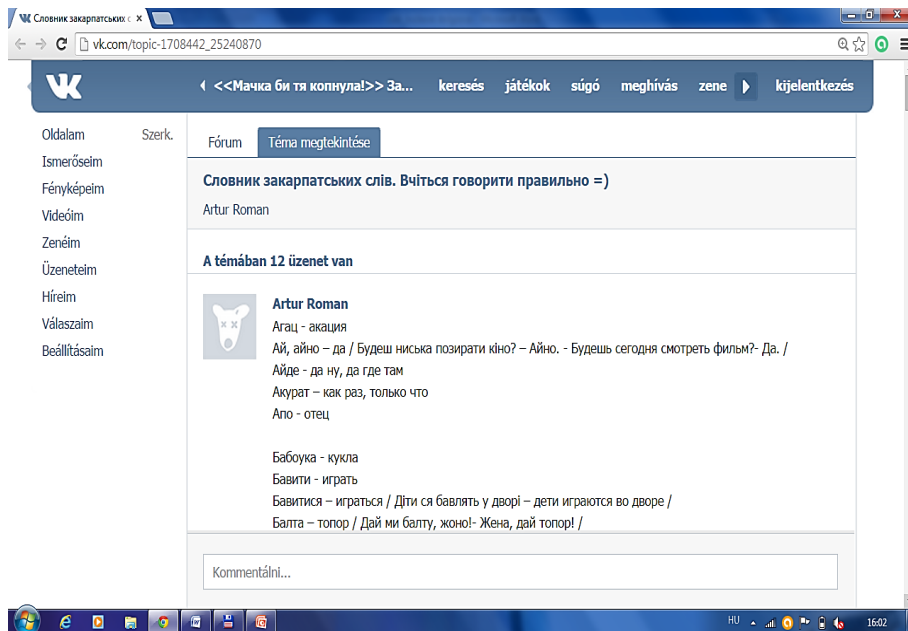 Словник закарпатських с
vk.com/topic-1708442_25240870
<<Мачка би тя копнула!>> За... keresés játékok súgó meghívás zene kijelentkezés
Oldalam Szerk.
Ismerőseim
Fényképeim
Videóim
Zenéim
Üzeneteim
Híreim
Válaszaim
Beállításaim
Fórum Téma megtekintése
Словник закарпатських слів. Вчіться говорити правильно =)
Artur Roman
A témában 12 üzenet van
Artur Roman
Агац - акация
Ай, айно – да / Будеш ниська позирати кіно? – Айно. - Будешь сегодня смотреть фильм?- Да. /
Айде - да ну, да где там
Акурат – как раз, только что
Апо - отец
Бабоука - кукла
Бавити - играть
Бавитися – играться / Діти ся бавлять у дворі – дети играются во дворе /
Балта – топор / Дай ми балту, жоно!- Жена, дай топор! /
Kommentálni...
HU 16:02